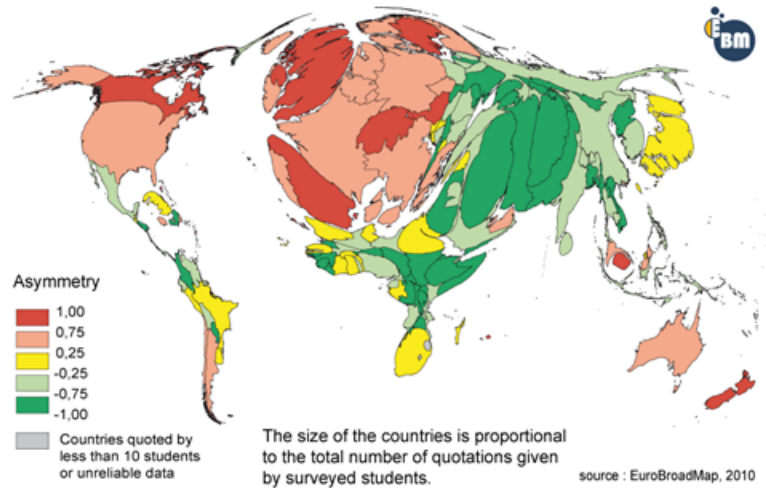 EBM
Asymmetry
1,00
0,75
0,25
-0,25
-0,75
-1,00
Countries quoted by
less than 10 students
or unreliable data
The size of the countries is proportional
to the total number of quotations given
by surveyed students.
source : EuroBroadMap, 2010